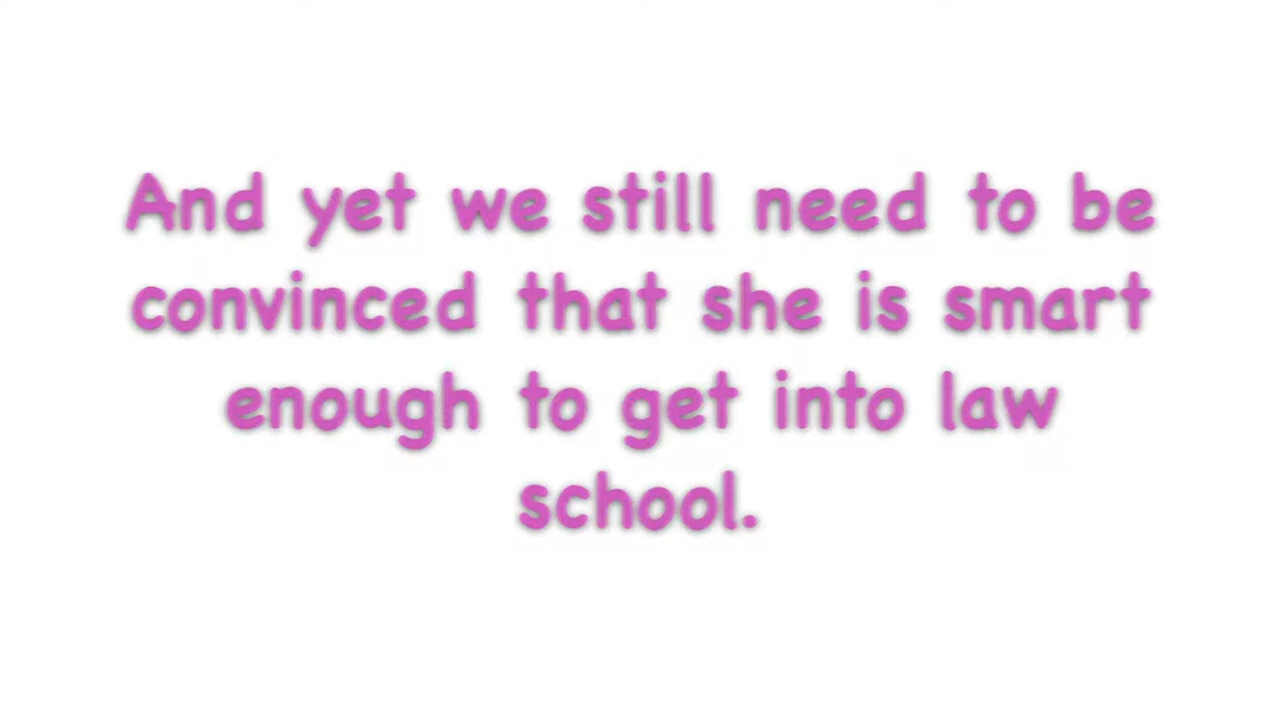 And yet we still need to be
convinced that she is smart
enough to get into law
school.